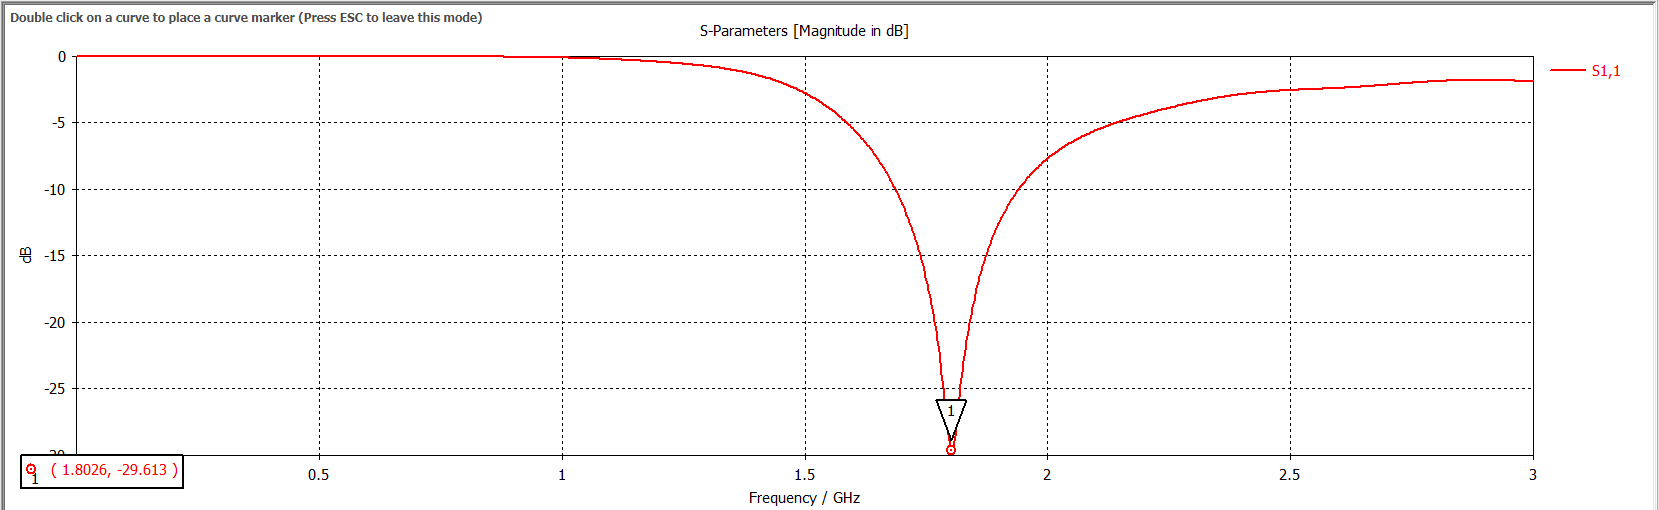 Double click on a curve to place a curve marker (Press ESC to leave this mode)
S-Parameters [Magnitude in dB]
S1,1
0
-5
-10
-15
-20
-25
dB
1
1 ( 1.8026, -29.613 )
0.5
1
1.5
2
2.5
3
Frequency / GHz